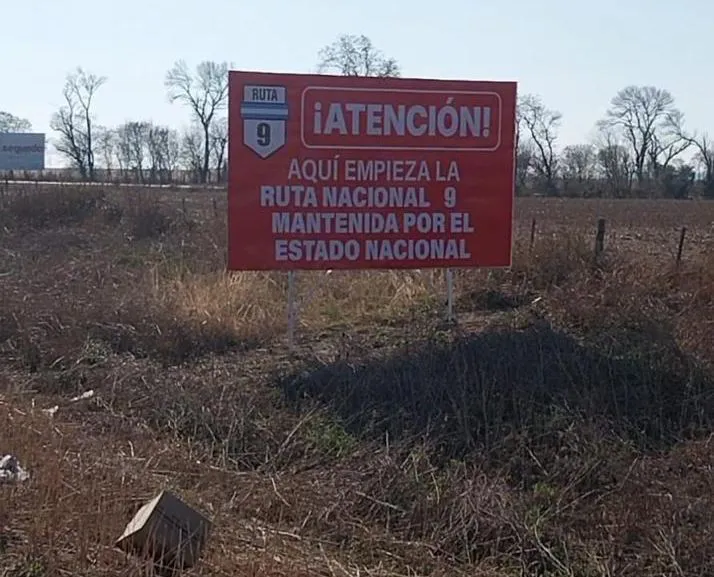 RUTA
9
¡ATENCIÓN!
AQUÍ EMPIEZA LA
RUTA NACIONAL 9
MANTENIDA POR EL
ESTADO NACIONAL